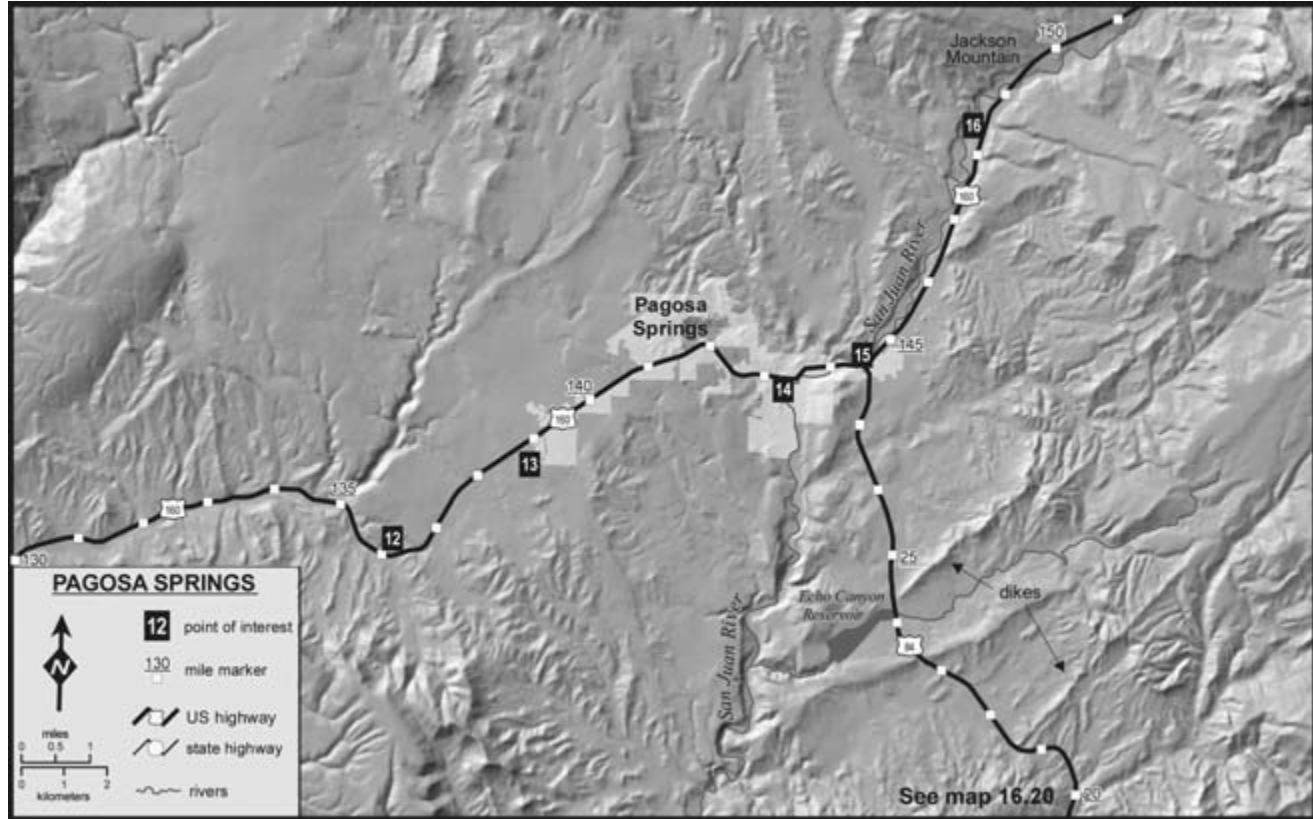 150
Jackson
Mountain
16
160
San Juan River
Pagosa
Springs
15
145
14
140
160
13
135
160
12
130
25
dikes
Echo Canyon
Reservoir
San Juan River
84
See map 16.20
20
PAGOSA SPRINGS
N
12 point of interest
130 mile marker
US highway
state highway
rivers
miles
0 0.5 1
0 1 2
kilometers